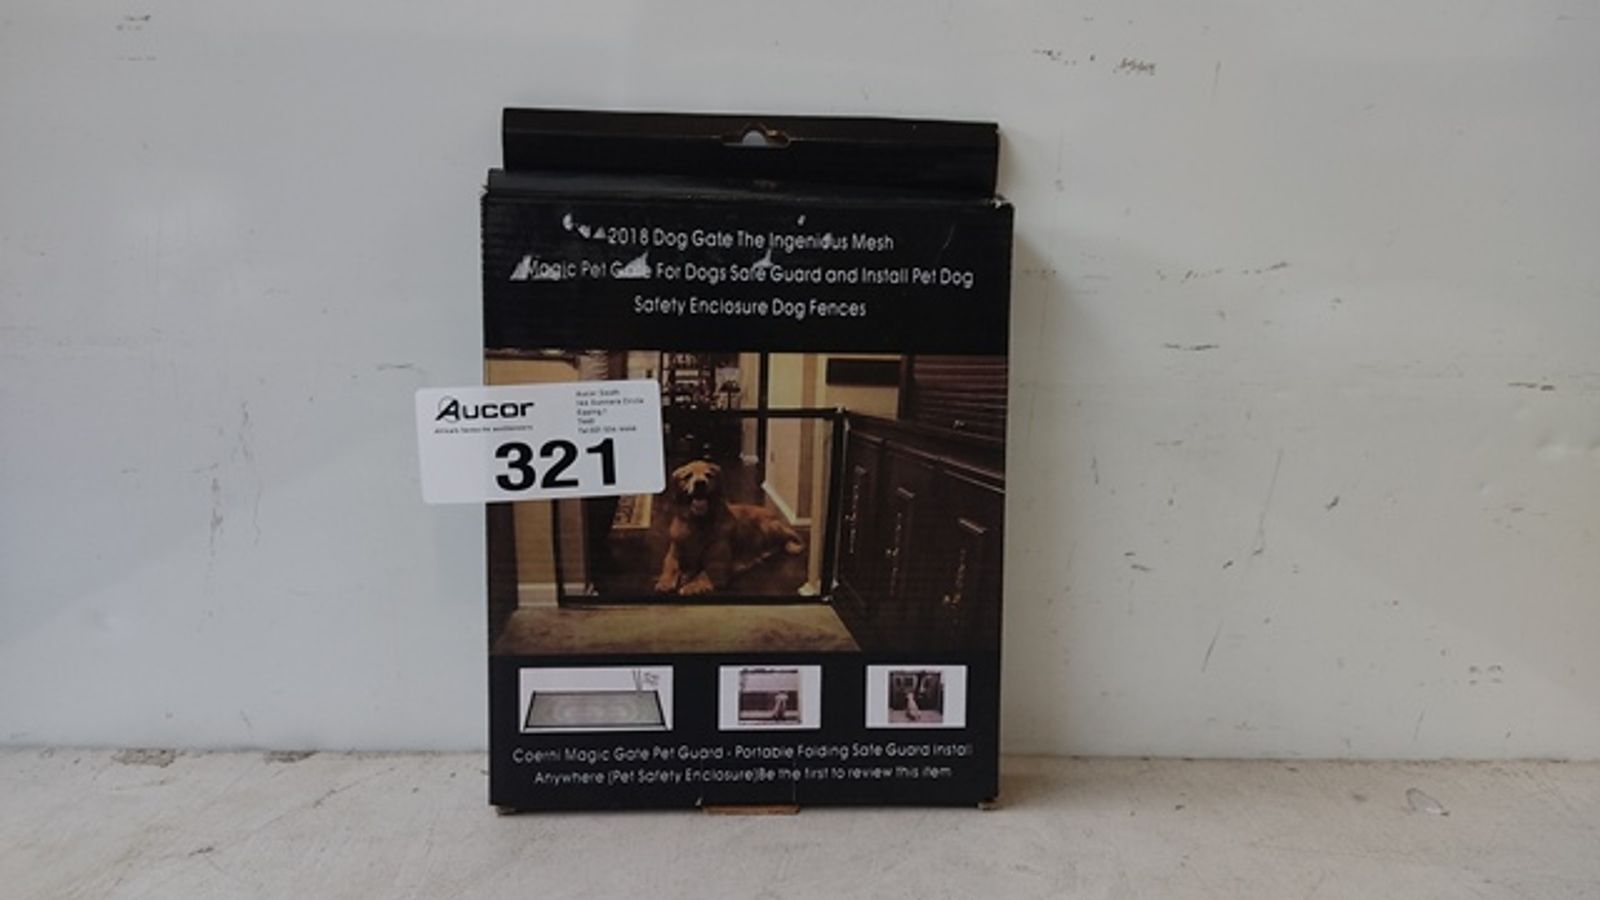 2018 Dog Gate The Ingenious Mesh
Magic Pet Gate For Dogs Safe Guard and Install Pet Dog
Safety Enclosure Dog Fences
Aucor
321
Coerni Magic Gate Pet Guard - Portable Folding Safe Guard Install
Anywhere (Pet Safety Enclosure)Be the first to review this item